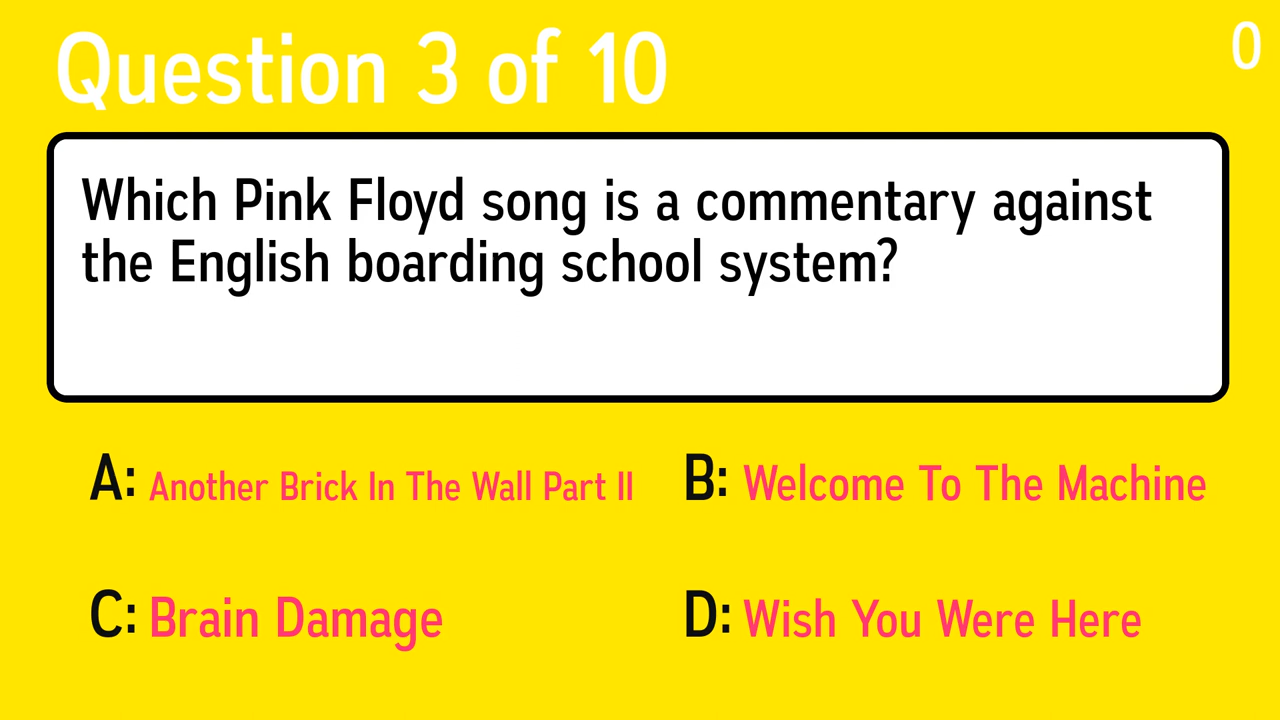 Question 3 of 10
0
Which Pink Floyd song is a commentary against
the English boarding school system?
A: Another Brick In The Wall Part II
B: Welcome To The Machine
C: Brain Damage
D: Wish You Were Here